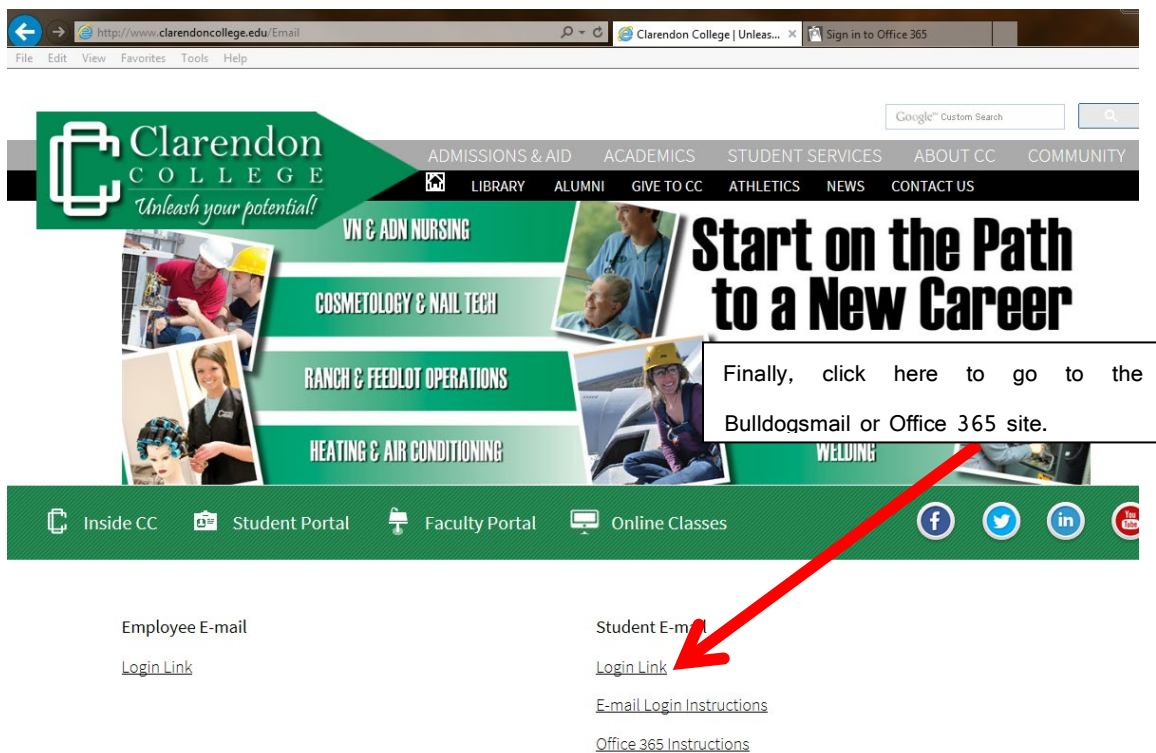 http://www.clarendoncollege.edu/Email
Clarendon College | Unleas...
Sign in to Office 365
File Edit View Favorites Tools Help
Google™ Custom Search
Clarendon
COLLEGE
Unleash your potential!
ADMISSIONS & AID ACADEMICS STUDENT SERVICES ABOUT CC COMMUNITY
LIBRARY ALUMNI GIVE TO CC ATHLETICS NEWS CONTACT US
VN & ADN NURSING
COSMETOLOGY & NAIL TECH
RANCH & FEEDLOT OPERATIONS
HEATING & AIR CONDITIONING
Start on the Path
to a New Career
Finally, click here to go to the
Bulldogsmail or Office 365 site.
WELDING
Inside CC Student Portal Faculty Portal Online Classes
You
Tube
Employee E-mail
Login Link
Student E-mail
Login Link
E-mail Login Instructions
Office 365 Instructions